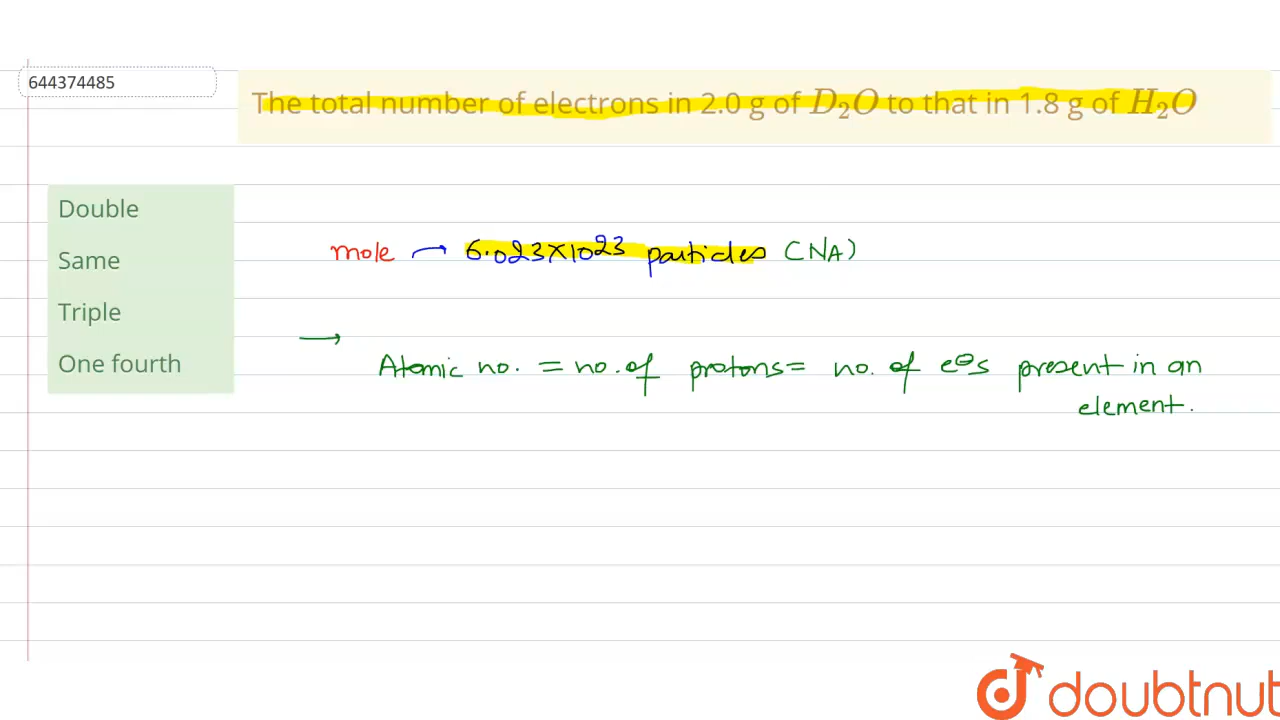 644374485
The total number of electrons in 2.0 g of D₂O to that in 1.8 g of H₂O
Double
Same
Triple
One fourth
mole → 6.023×10²³ particles (NA)
→
Atomic no. = no. of protons = no. of e⊖s present in an
element.
doubtnut